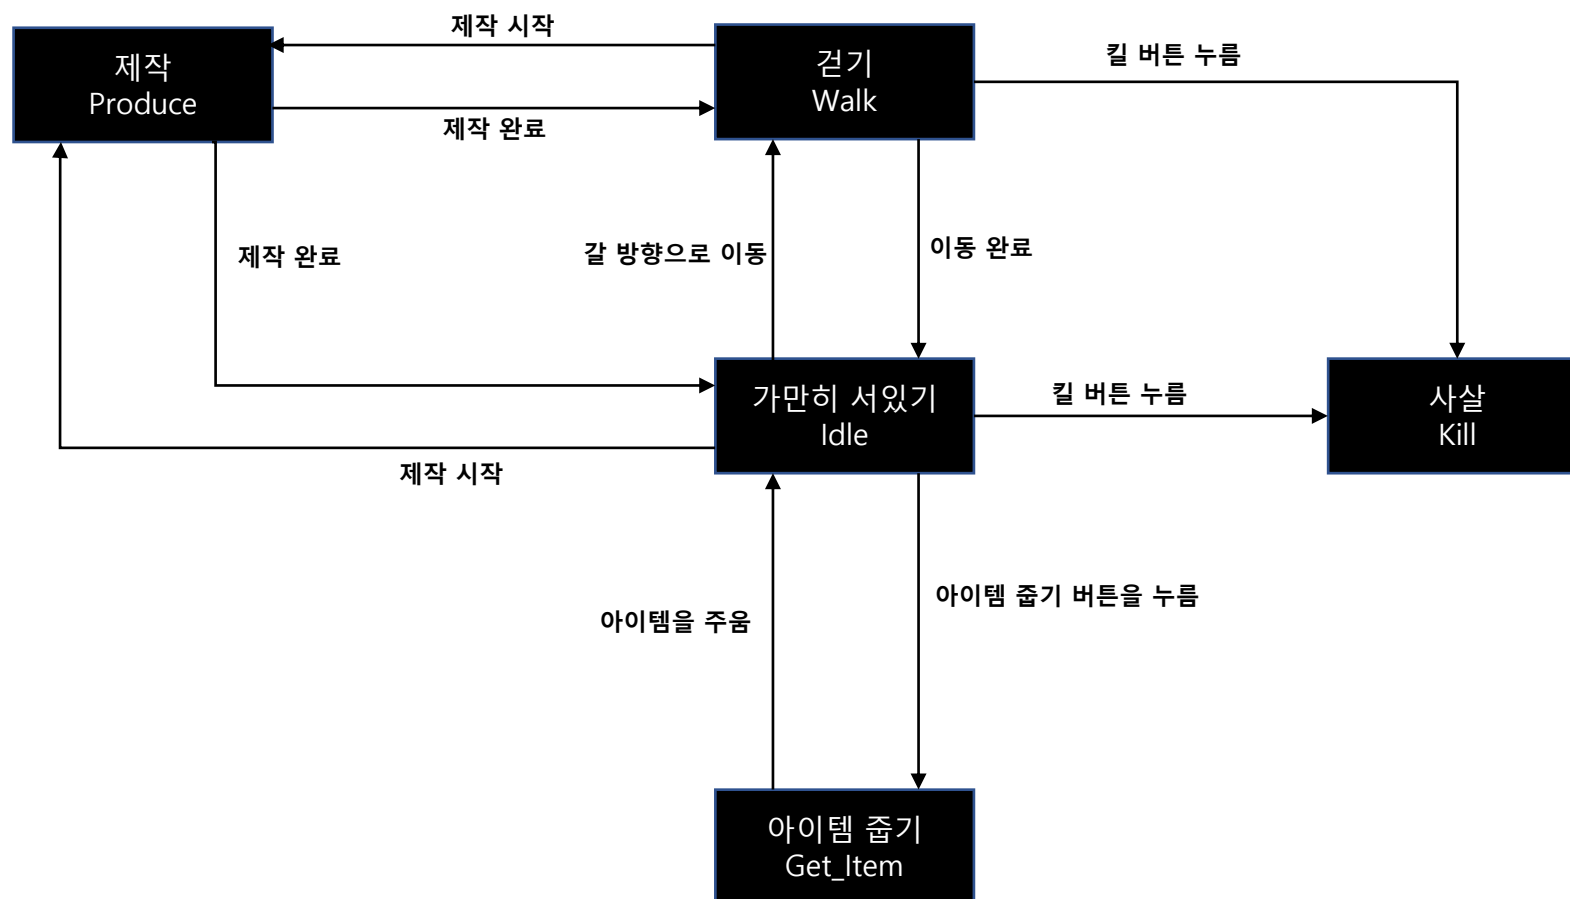 제작 시작
제작
Produce
걷기
Walk
킬 버튼 누름
제작 완료
제작 완료
갈 방향으로 이동
이동 완료
가만히 서있기
Idle
킬 버튼 누름
사살
Kill
제작 시작
아이템을 주움
아이템 줍기 버튼을 누름
아이템 줍기
Get_Item